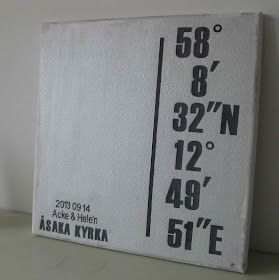 58°
8'
32"N
12°
49'
51"E
2013 09 14
Acke & Hele'n
ÅSAKA KYRKA